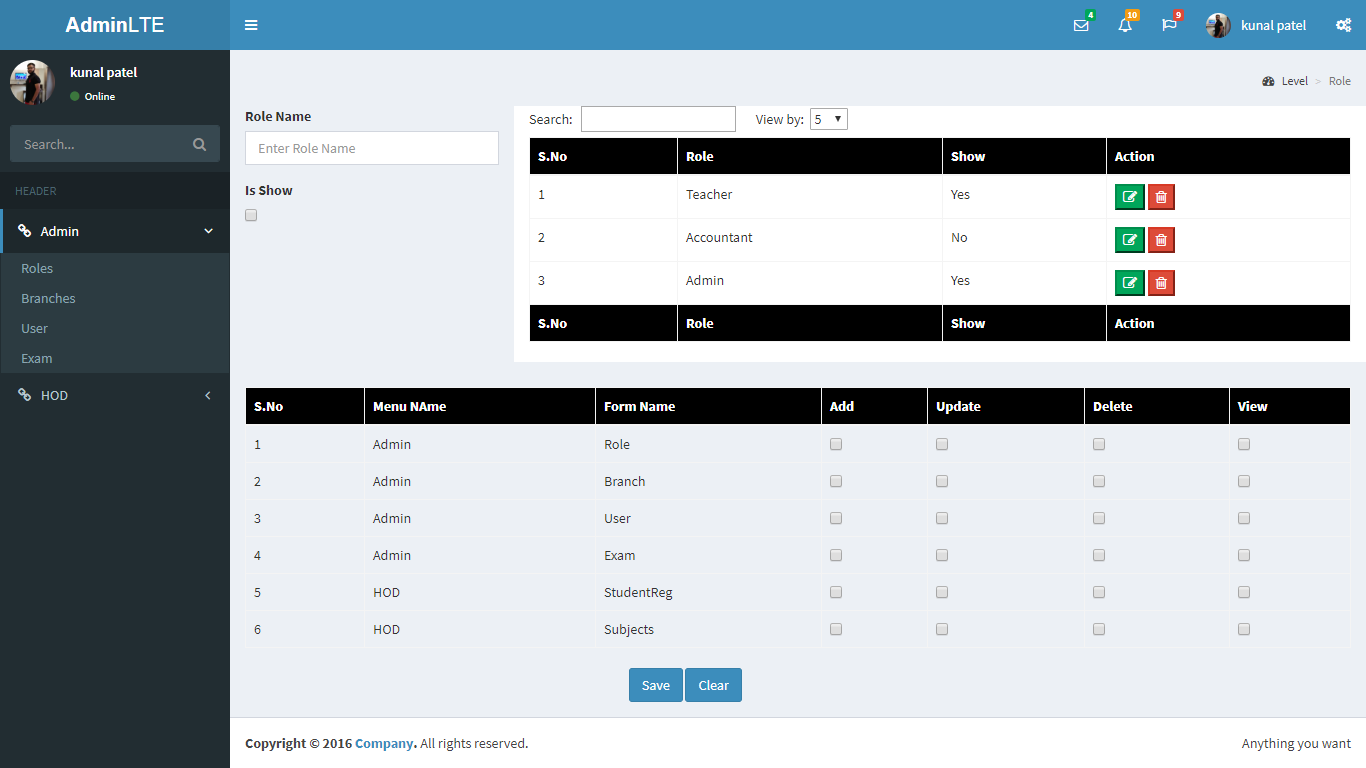 AdminLTE
4
10
9
kunal patel
kunal patel
Online
Search...
HEADER
Admin
Roles
Branches
User
Exam
HOD
Level > Role
Role Name
Enter Role Name
Is Show
Search: View by: 5
S.No Role Show Action
1 Teacher Yes
2 Accountant No
3 Admin Yes
S.No Role Show Action
S.No Menu NAme Form Name Add Update Delete View
1 Admin Role
2 Admin Branch
3 Admin User
4 Admin Exam
5 HOD StudentReg
6 HOD Subjects
Save Clear
Copyright © 2016 Company. All rights reserved. Anything you want